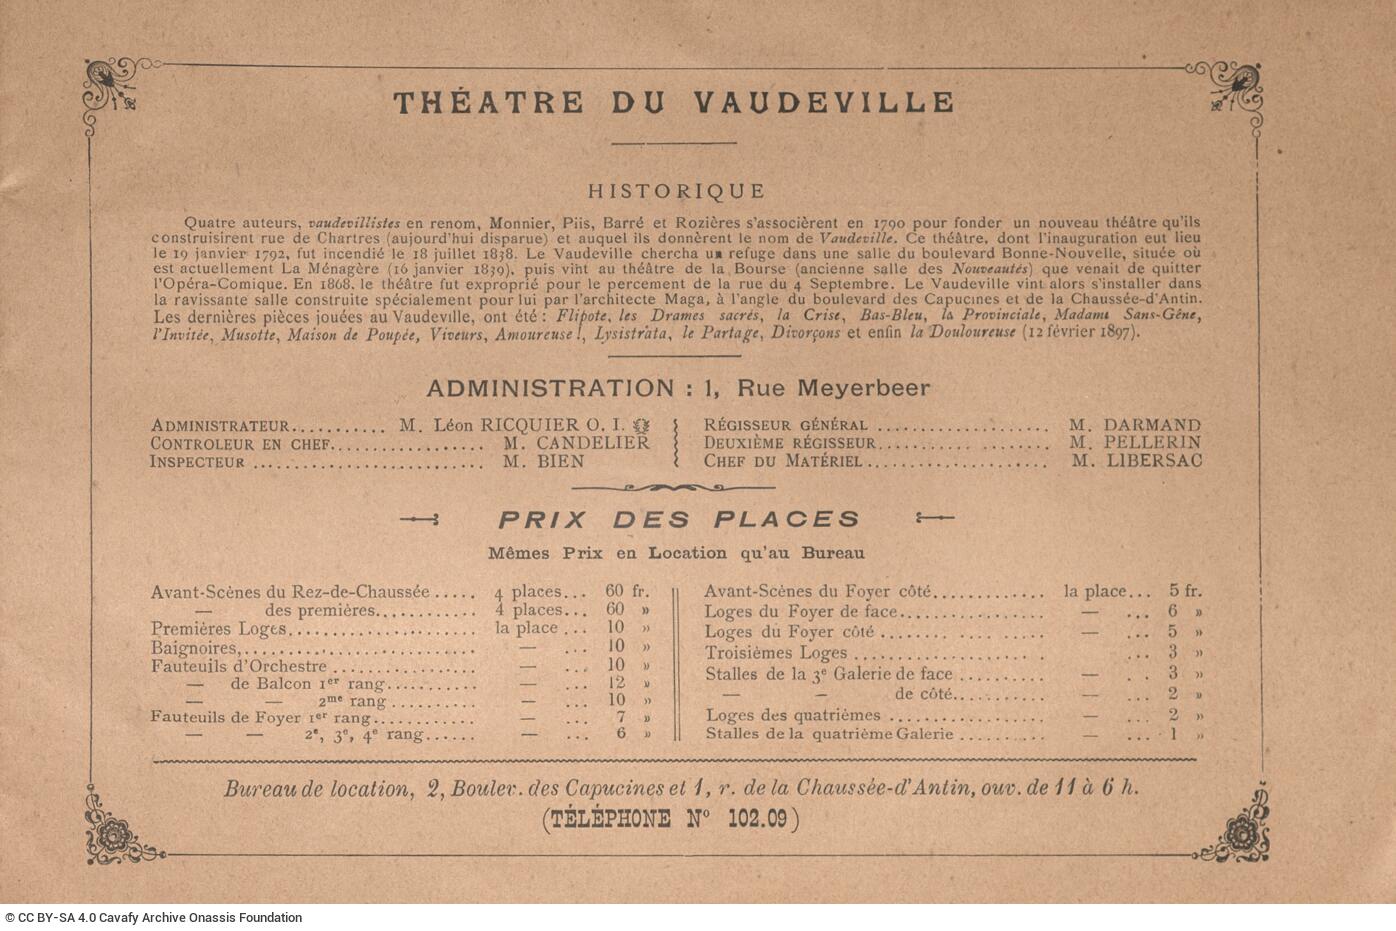 THÉATRE DU VAUDEVILLE
HISTORIQUE
Quatre auteurs, vaudevillistes en renom, Monnier, Piis, Barré et Rozières s'associèrent en 1790 pour fonder un nouveau théâtre qu'ils
construisirent rue de Chartres (aujourd'hui disparue) et auquel ils donnèrent le nom de Vaudeville. Ce théâtre, dont l'inauguration eut lieu
le 19 janvier 1792, fut incendié le 18 juillet 1838. Le Vaudeville chercha un refuge dans une salle du boulevard Bonne-Nouvelle, située où
est actuellement La Ménagère (16 janvier 1839), puis vint au théâtre de la Bourse (ancienne salle des Nouveautés) que venait de quitter
l'Opéra-Comique. En 1868, le théâtre fut exproprié pour le percement de la rue du 4 Septembre. Le Vaudeville vint alors s'installer dans
la ravissante salle construite spécialement pour lui par l'architecte Maga, à l'angle du boulevard des Capucines et de la Chaussée-d'Antin.
Les dernières pièces jouées au Vaudeville, ont été : Flipote, les Drames sacrés, la Crise, Bas-Bleu, la Provinciale, Madame Sans-Gêne,
l'Invitée, Musotte, Maison de Poupée, Viveurs, Amoureuse !, Lysistrata, le Partage, Divorçons et enfin la Douloureuse (12 février 1897).
ADMINISTRATION : 1, Rue Meyerbeer
ADMINISTRATEUR........... M. Léon RICQUIER O. I.
CONTROLEUR EN CHEF.................. M. CANDELIER
INSPECTEUR ........................... M. BIEN
RÉGISSEUR GÉNÉRAL .................... M. DARMAND
DEUXIÈME RÉGISSEUR.................... M. PELLERIN
CHEF DU MATÉRIEL..................... M. LIBERSAC
PRIX DES PLACES
Mêmes Prix en Location qu'au Bureau
Avant-Scènes du Rez-de-Chaussée ..... 4 places... 60 fr.
— des premières............ 4 places... 60 »
Premières Loges...................... la place ... 10 »
Baignoires,........................... — ... 10 »
Fauteuils d'Orchestre ................. — ... 10 »
— de Balcon 1er rang........... — ... 12 »
— — 2me rang .......... — ... 10 »
Fauteuils de Foyer 1er rang............ — ... 7 »
— — 2e, 3e, 4e rang...... — ... 6 »
Avant-Scènes du Foyer côté............. la place... 5 fr.
Loges du Foyer de face................. — ... 6 »
Loges du Foyer côté .................. — ... 5 »
Troisièmes Loges ...................... ... 3 »
Stalles de la 3e Galerie de face .......... — . . 3 »
— — de côté........... — ... 2 »
Loges des quatrièmes .................. — ... 2 »
Stalles de la quatrième Galerie .......... — ... 1 »
Bureau de location, 2, Boulev. des Capucines et 1, r. de la Chaussée-d'Antin, ouv. de 11 à 6 h.
(TÉLÉPHONE No 102.09)
© CC BY-SA 4.0 Cavafy Archive Onassis Foundation